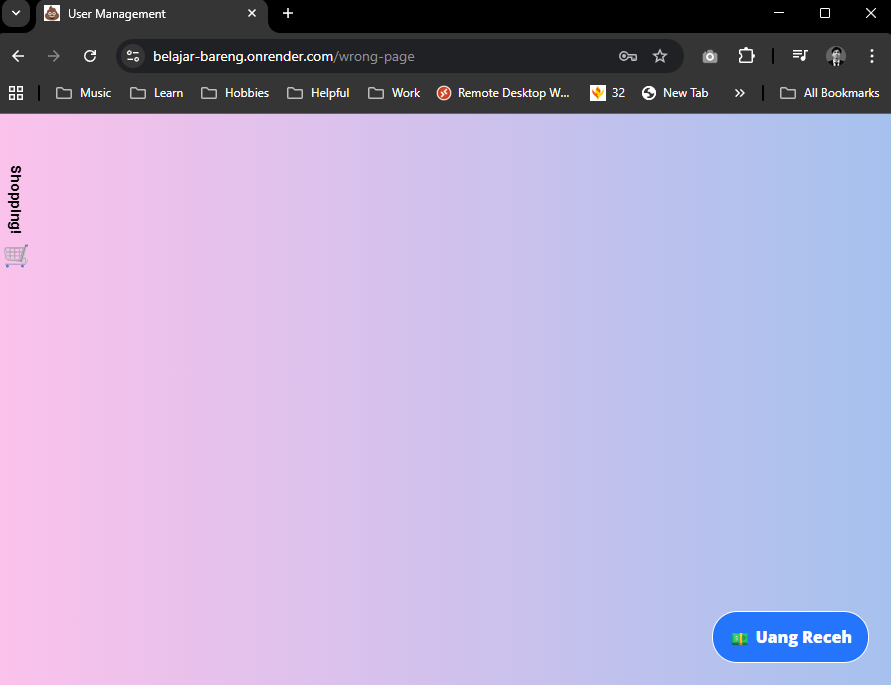 User Management
belajar-bareng.onrender.com/wrong-page
Music
Learn
Hobbies
Helpful
Work
Remote Desktop W...
32
New Tab
All Bookmarks
Shopping!
Uang Receh